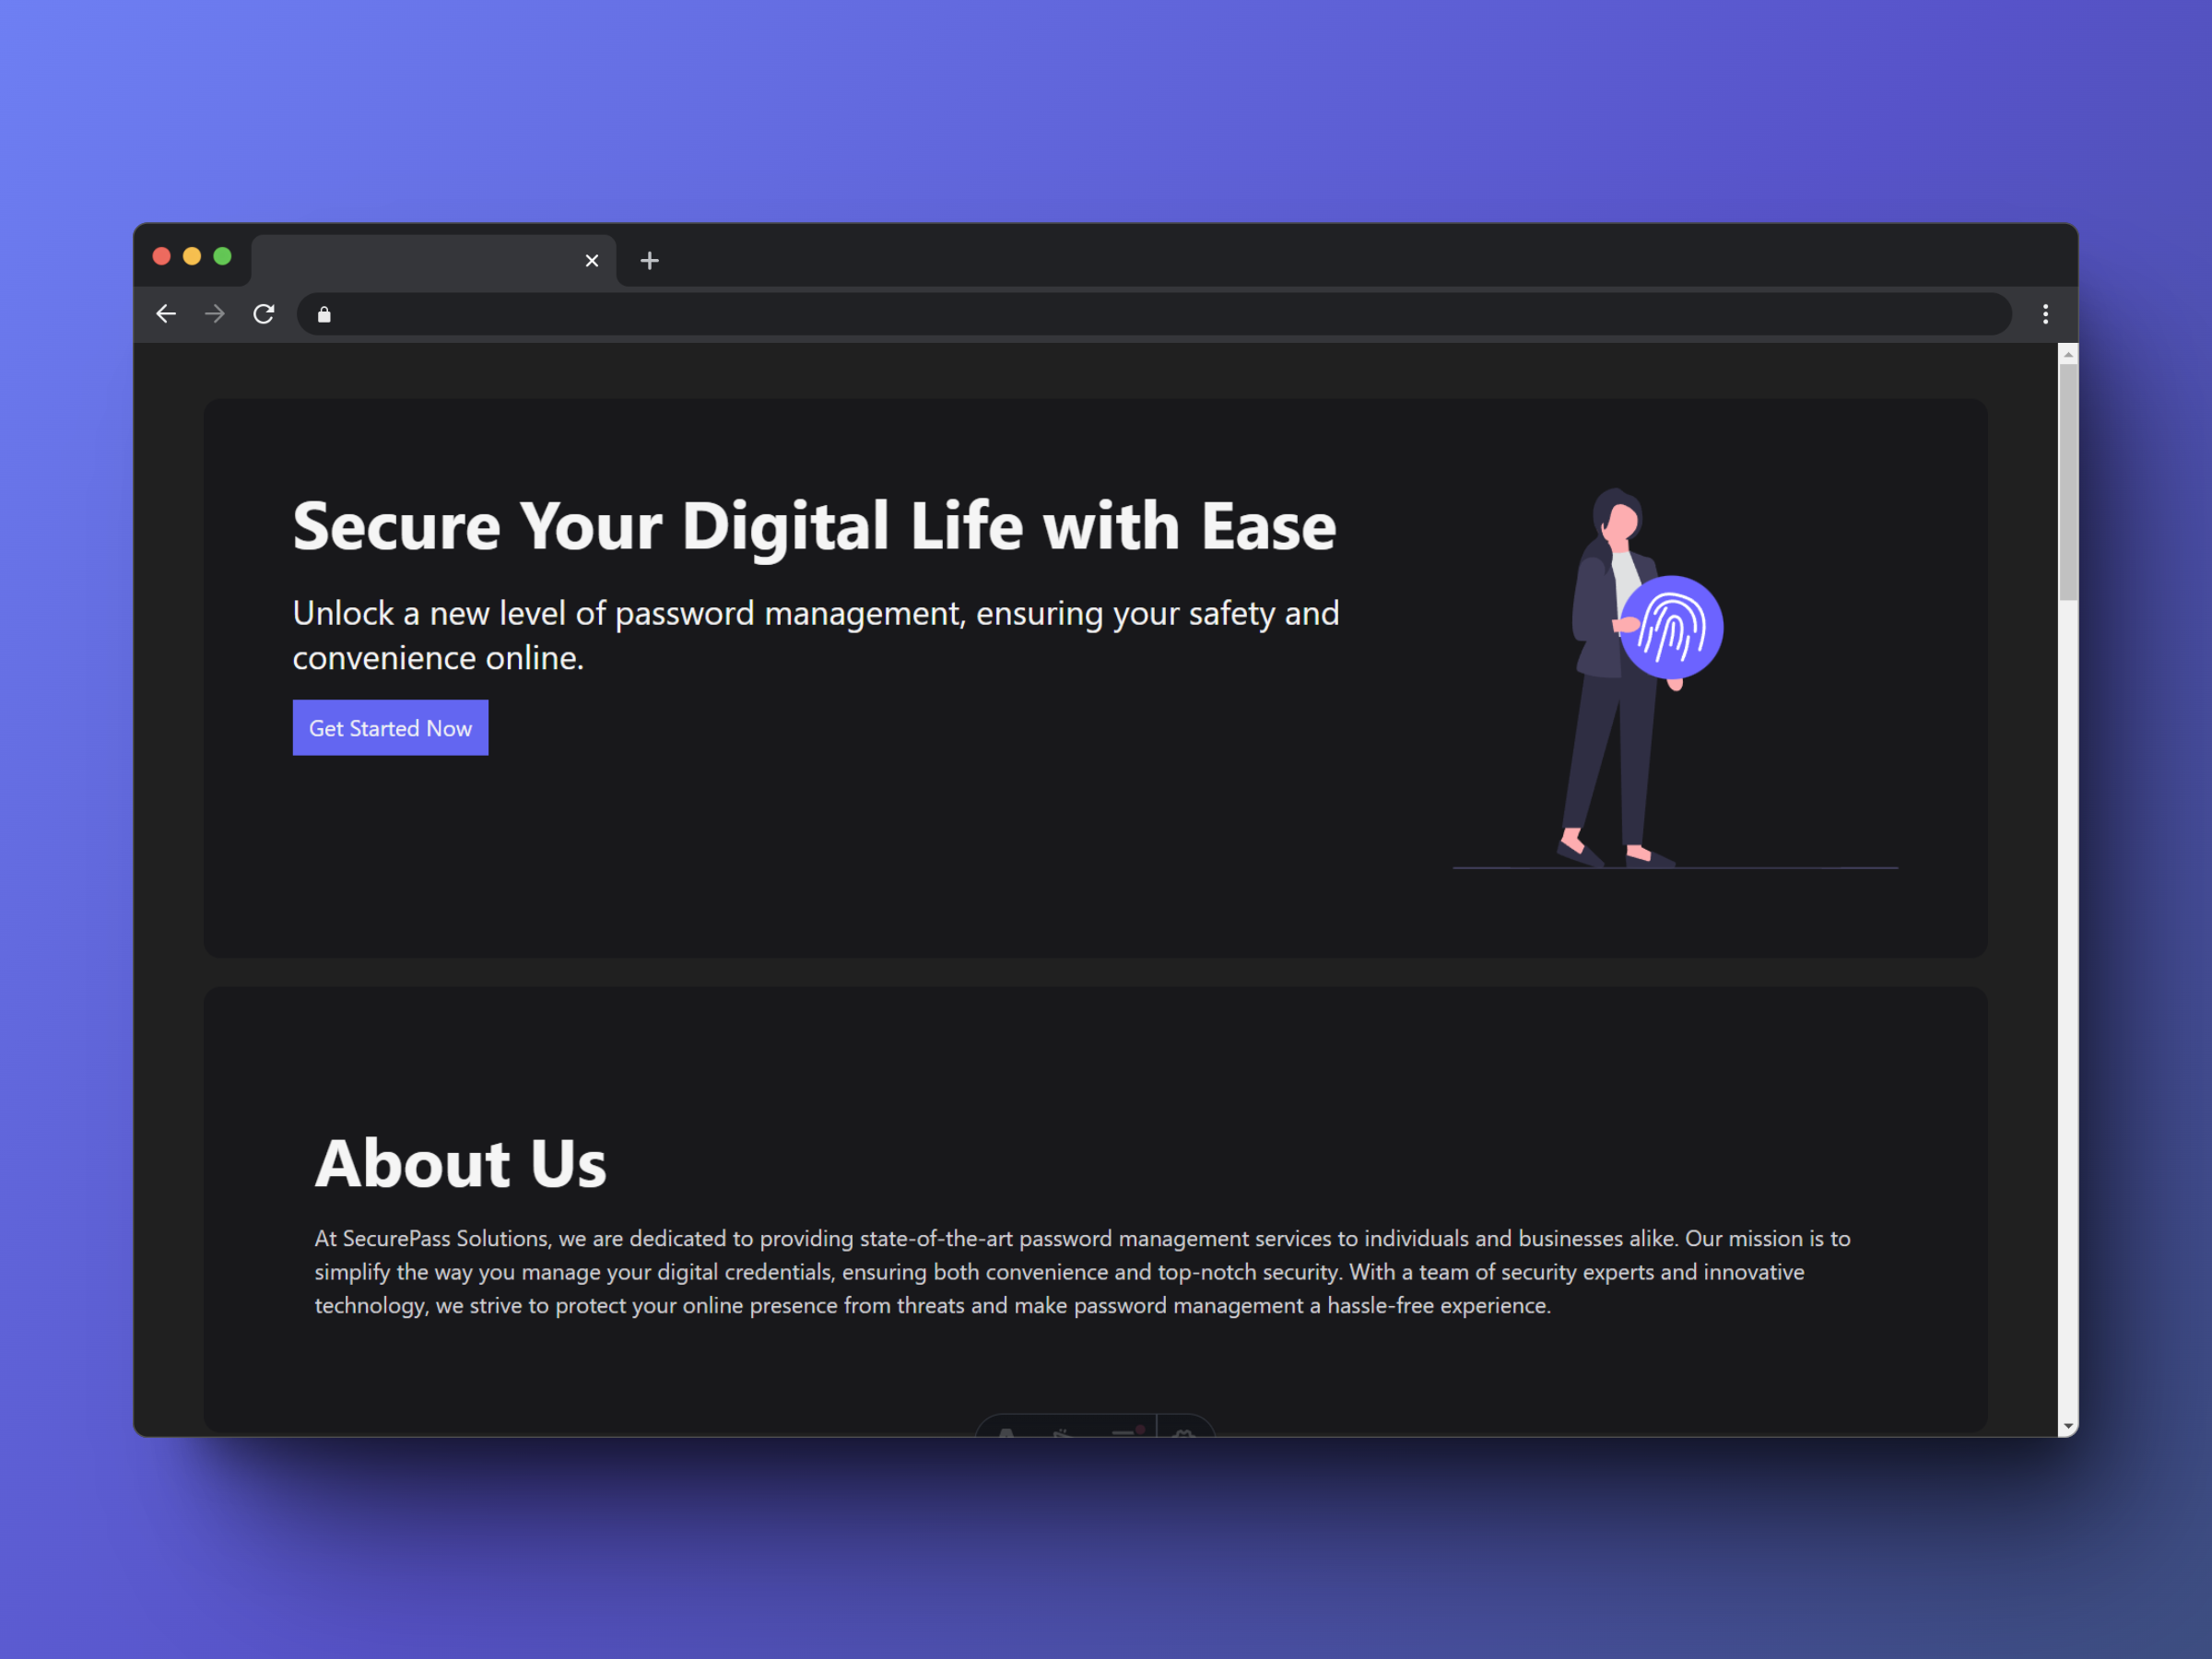 Secure Your Digital Life with Ease
Unlock a new level of password management, ensuring your safety and
convenience online.
Get Started Now
About Us
At SecurePass Solutions, we are dedicated to providing state-of-the-art password management services to individuals and businesses alike. Our mission is to
simplify the way you manage your digital credentials, ensuring both convenience and top-notch security. With a team of security experts and innovative
technology, we strive to protect your online presence from threats and make password management a hassle-free experience.